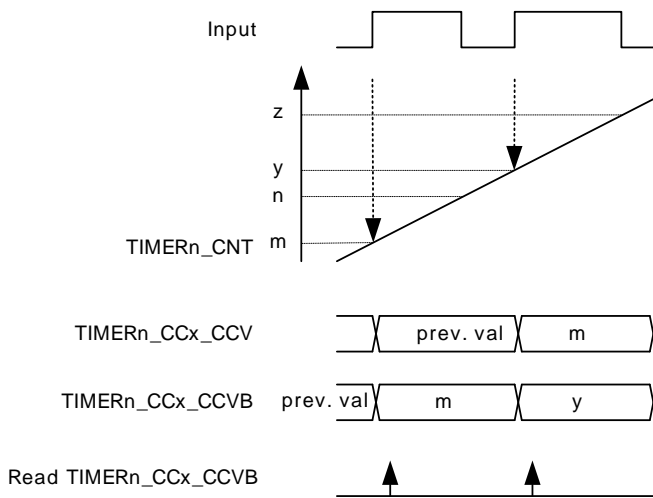 Input
z
y
n
TIMERn_CNT m
TIMERn_CCx_CCV prev. val m
TIMERn_CCx_CCVB prev. val m y
Read TIMERn_CCx_CCVB